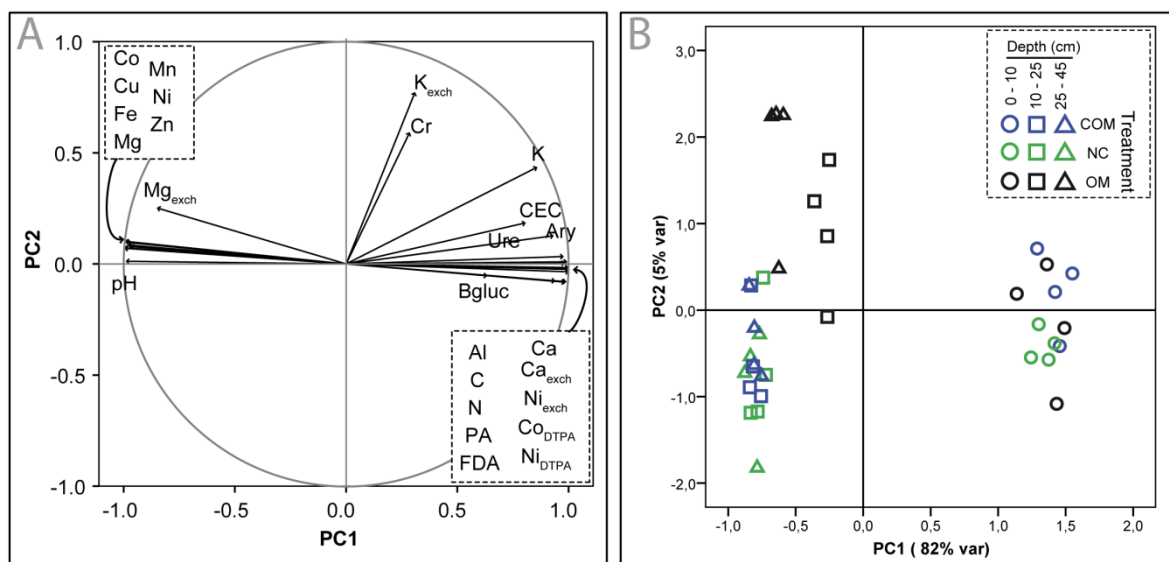 A
1.0
0.5
0.0
-0.5
-1.0
PC2
Co
Mn
Cu
Ni
Fe
Zn
Mg
Kexch
Cr
K
Mgexch
CEC
Ure
Ary
pH
Bgluc
Al
Ca
C
Caexch
N
Niexch
PA
CoDTPA
FDA
NiDTPA
-1.0 -0.5 0.0 0.5 1.0
PC1
B
3,0
2,0
1,0
0,0
-1,0
-2,0
PC2 (5% var)
Depth (cm)
0 - 10
10 - 25
25 - 45
COM
NC
OM
Treatment
-1,0 -0,5 0,0 0,5 1,0 1,5 2,0
PC1 ( 82% var)